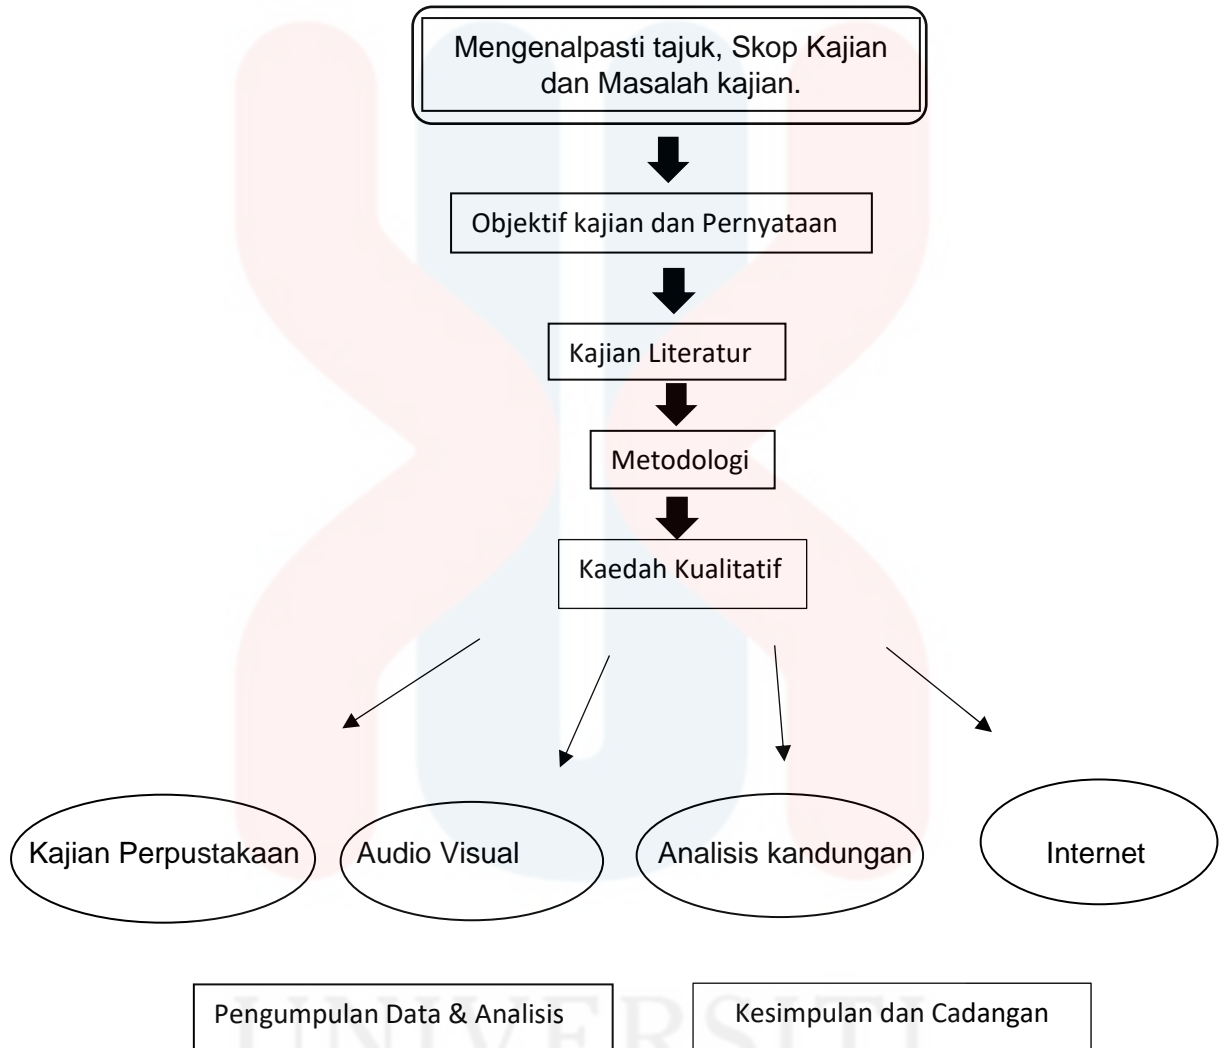 Mengenalpasti tajuk, Skop Kajian
dan Masalah kajian.
Objektif kajian dan Pernyataan
Kajian Literatur
Metodologi
Kaedah Kualitatif
Kajian Perpustakaan
Audio Visual
Analisis kandungan
Internet
Pengumpulan Data & Analisis
Kesimpulan dan Cadangan
UNIVERSITI